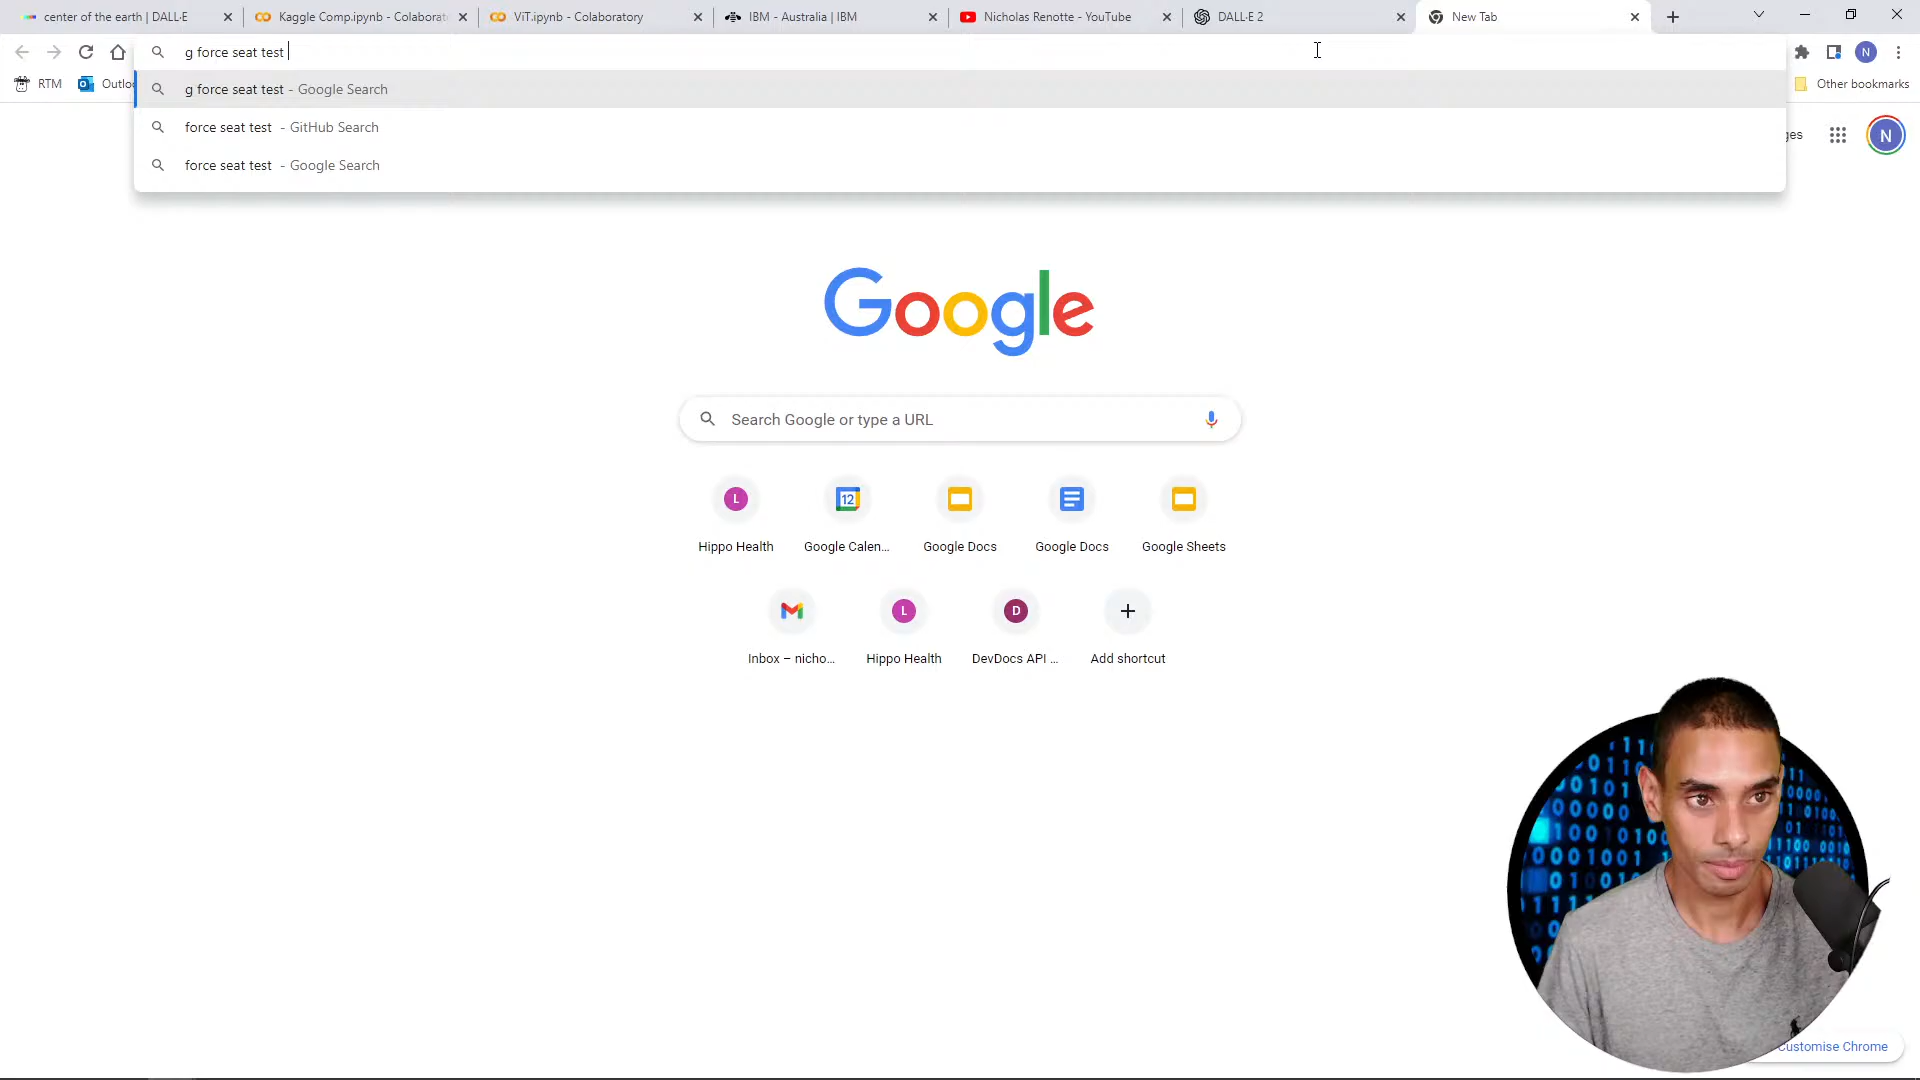 center of the earth | DALL·E
Kaggle Comp.ipynb - Colaborat
ViT.ipynb - Colaboratory
IBM - Australia | IBM
Nicholas Renotte - YouTube
DALL·E 2
New Tab
g force seat test
N
RTM
Outloo
Other bookmarks
g force seat test - Google Search
force seat test - GitHub Search
force seat test - Google Search
ges
N
Google
Search Google or type a URL
L
12
Hippo Health
Google Calen...
Google Docs
Google Docs
Google Sheets
L
D
Inbox – nicho...
Hippo Health
DevDocs API ...
Add shortcut
Customise Chrome